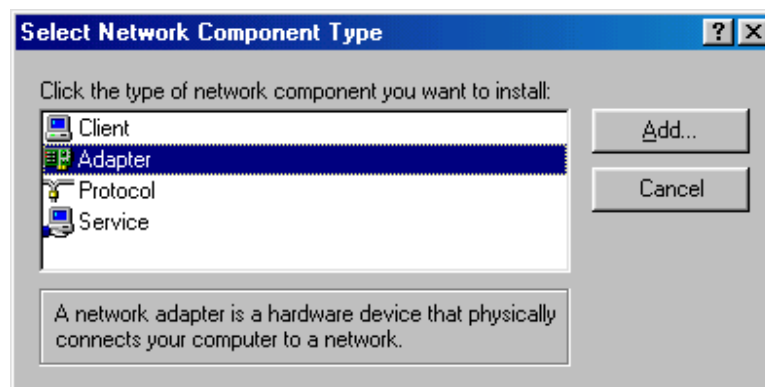 Select Network Component Type
Click the type of network component you want to install:
Client
Adapter
Protocol
Service
Add...
Cancel
A network adapter is a hardware device that physically
connects your computer to a network.